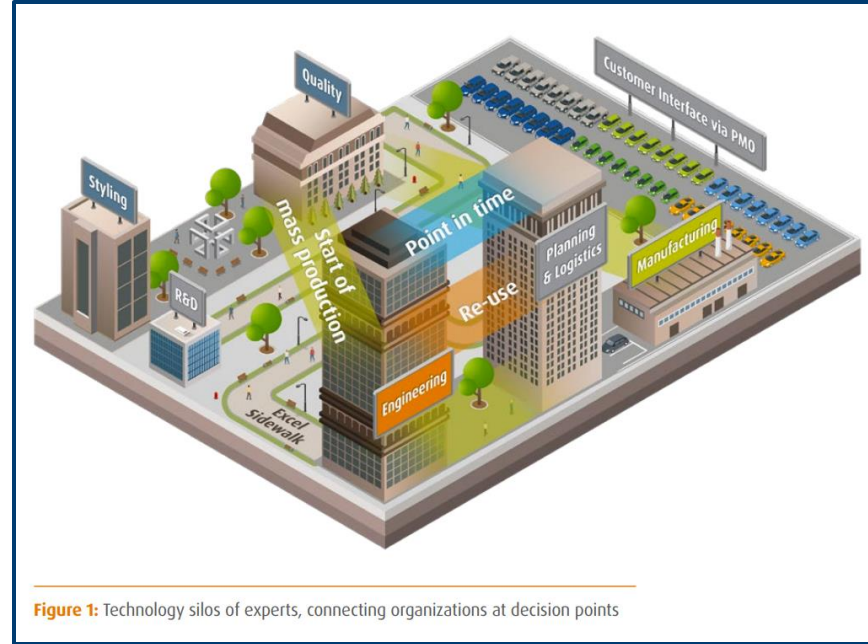 Quality
Customer Interface via PMO
Styling
Point in time
Start of
mass production
Planning
& Logistics
Manufacturing
R&D
Re-use
Engineering
Excel
Sidewalk
Figure 1: Technology silos of experts, connecting organizations at decision points